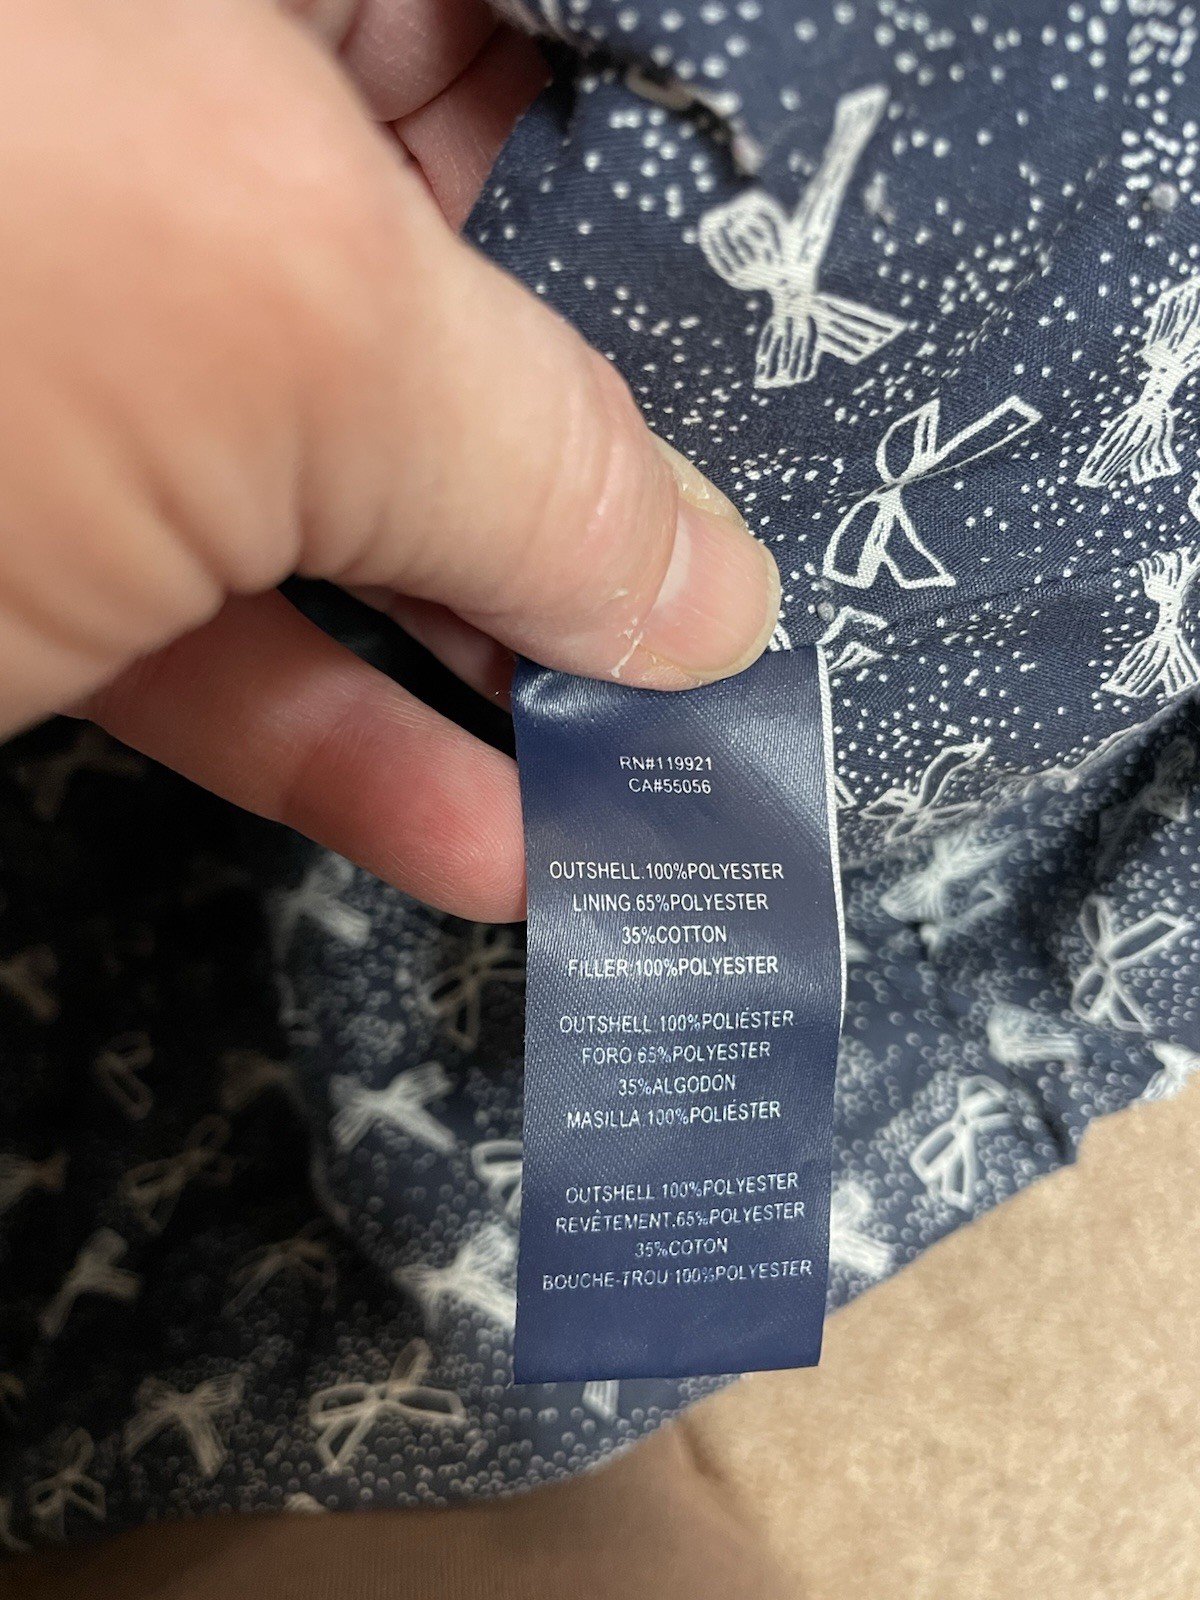 RN#119921
CA#55056
OUTSHELL:100%POLYESTER
LINING:65%POLYESTER
35%COTTON
FILLER:100%POLYESTER
OUTSHELL:100%POLIÉSTER
FORO:65%POLYESTER
35%ALGODÓN
MASILLA:100%POLIÉSTER
OUTSHELL:100%POLYESTER
REVÊTEMENT:65%POLYESTER
35%COTON
BOUCHE-TROU:100%POLYESTER